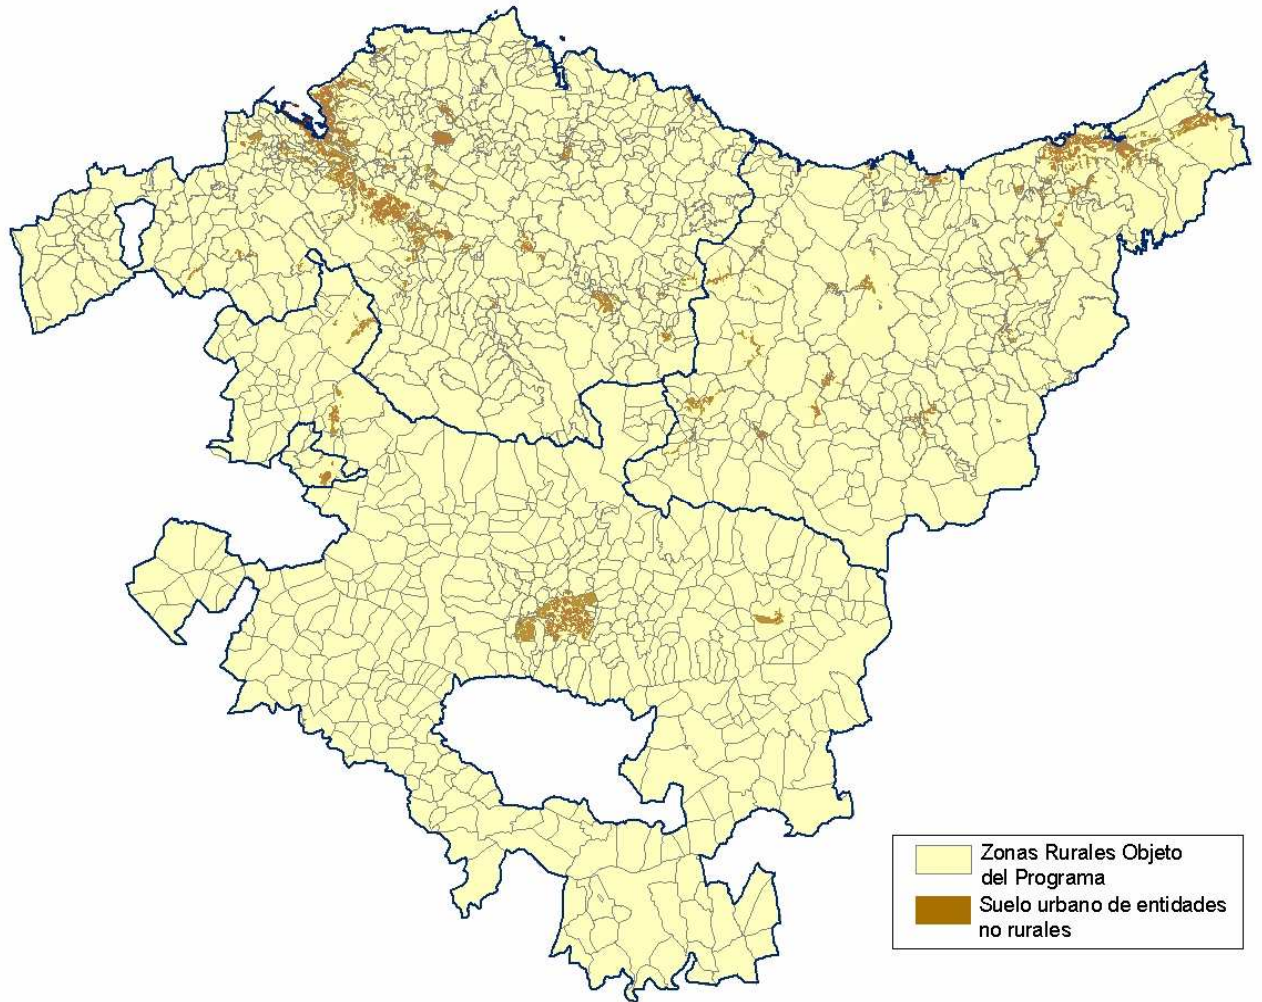 Zonas Rurales Objeto
del Programa
Suelo urbano de entidades
no rurales